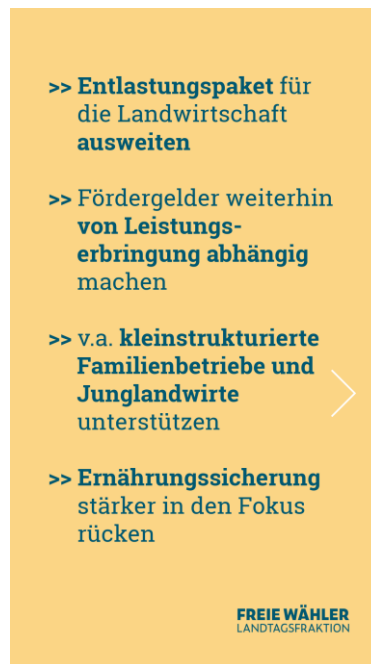 >> Entlastungspaket für
die Landwirtschaft
ausweiten
>> Fördergelder weiterhin
von Leistungs-
erbringung abhängig
machen
>> v.a. kleinstrukturierte
Familienbetriebe und
Junglandwirte
unterstützen
>> Ernährungssicherung
stärker in den Fokus
rücken
FREIE WÄHLER
LANDTAGSFRAKTION